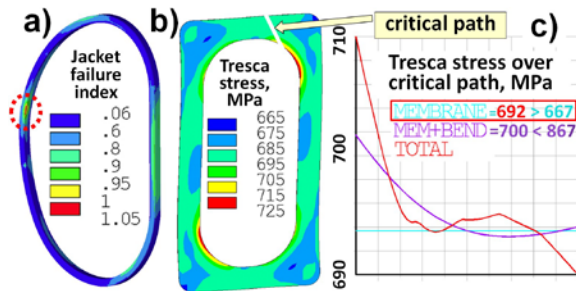 a)
Jacket
failure
index
.06
.6
.8
.9
.95
1
1.05
b)
critical path
Tresca
stress,
MPa
665
675
685
695
705
715
725
c)
Tresca stress over
critical path, MPa
MEMBRANE=692 > 667
MEM+BEND=700 < 867
TOTAL
710
700
690